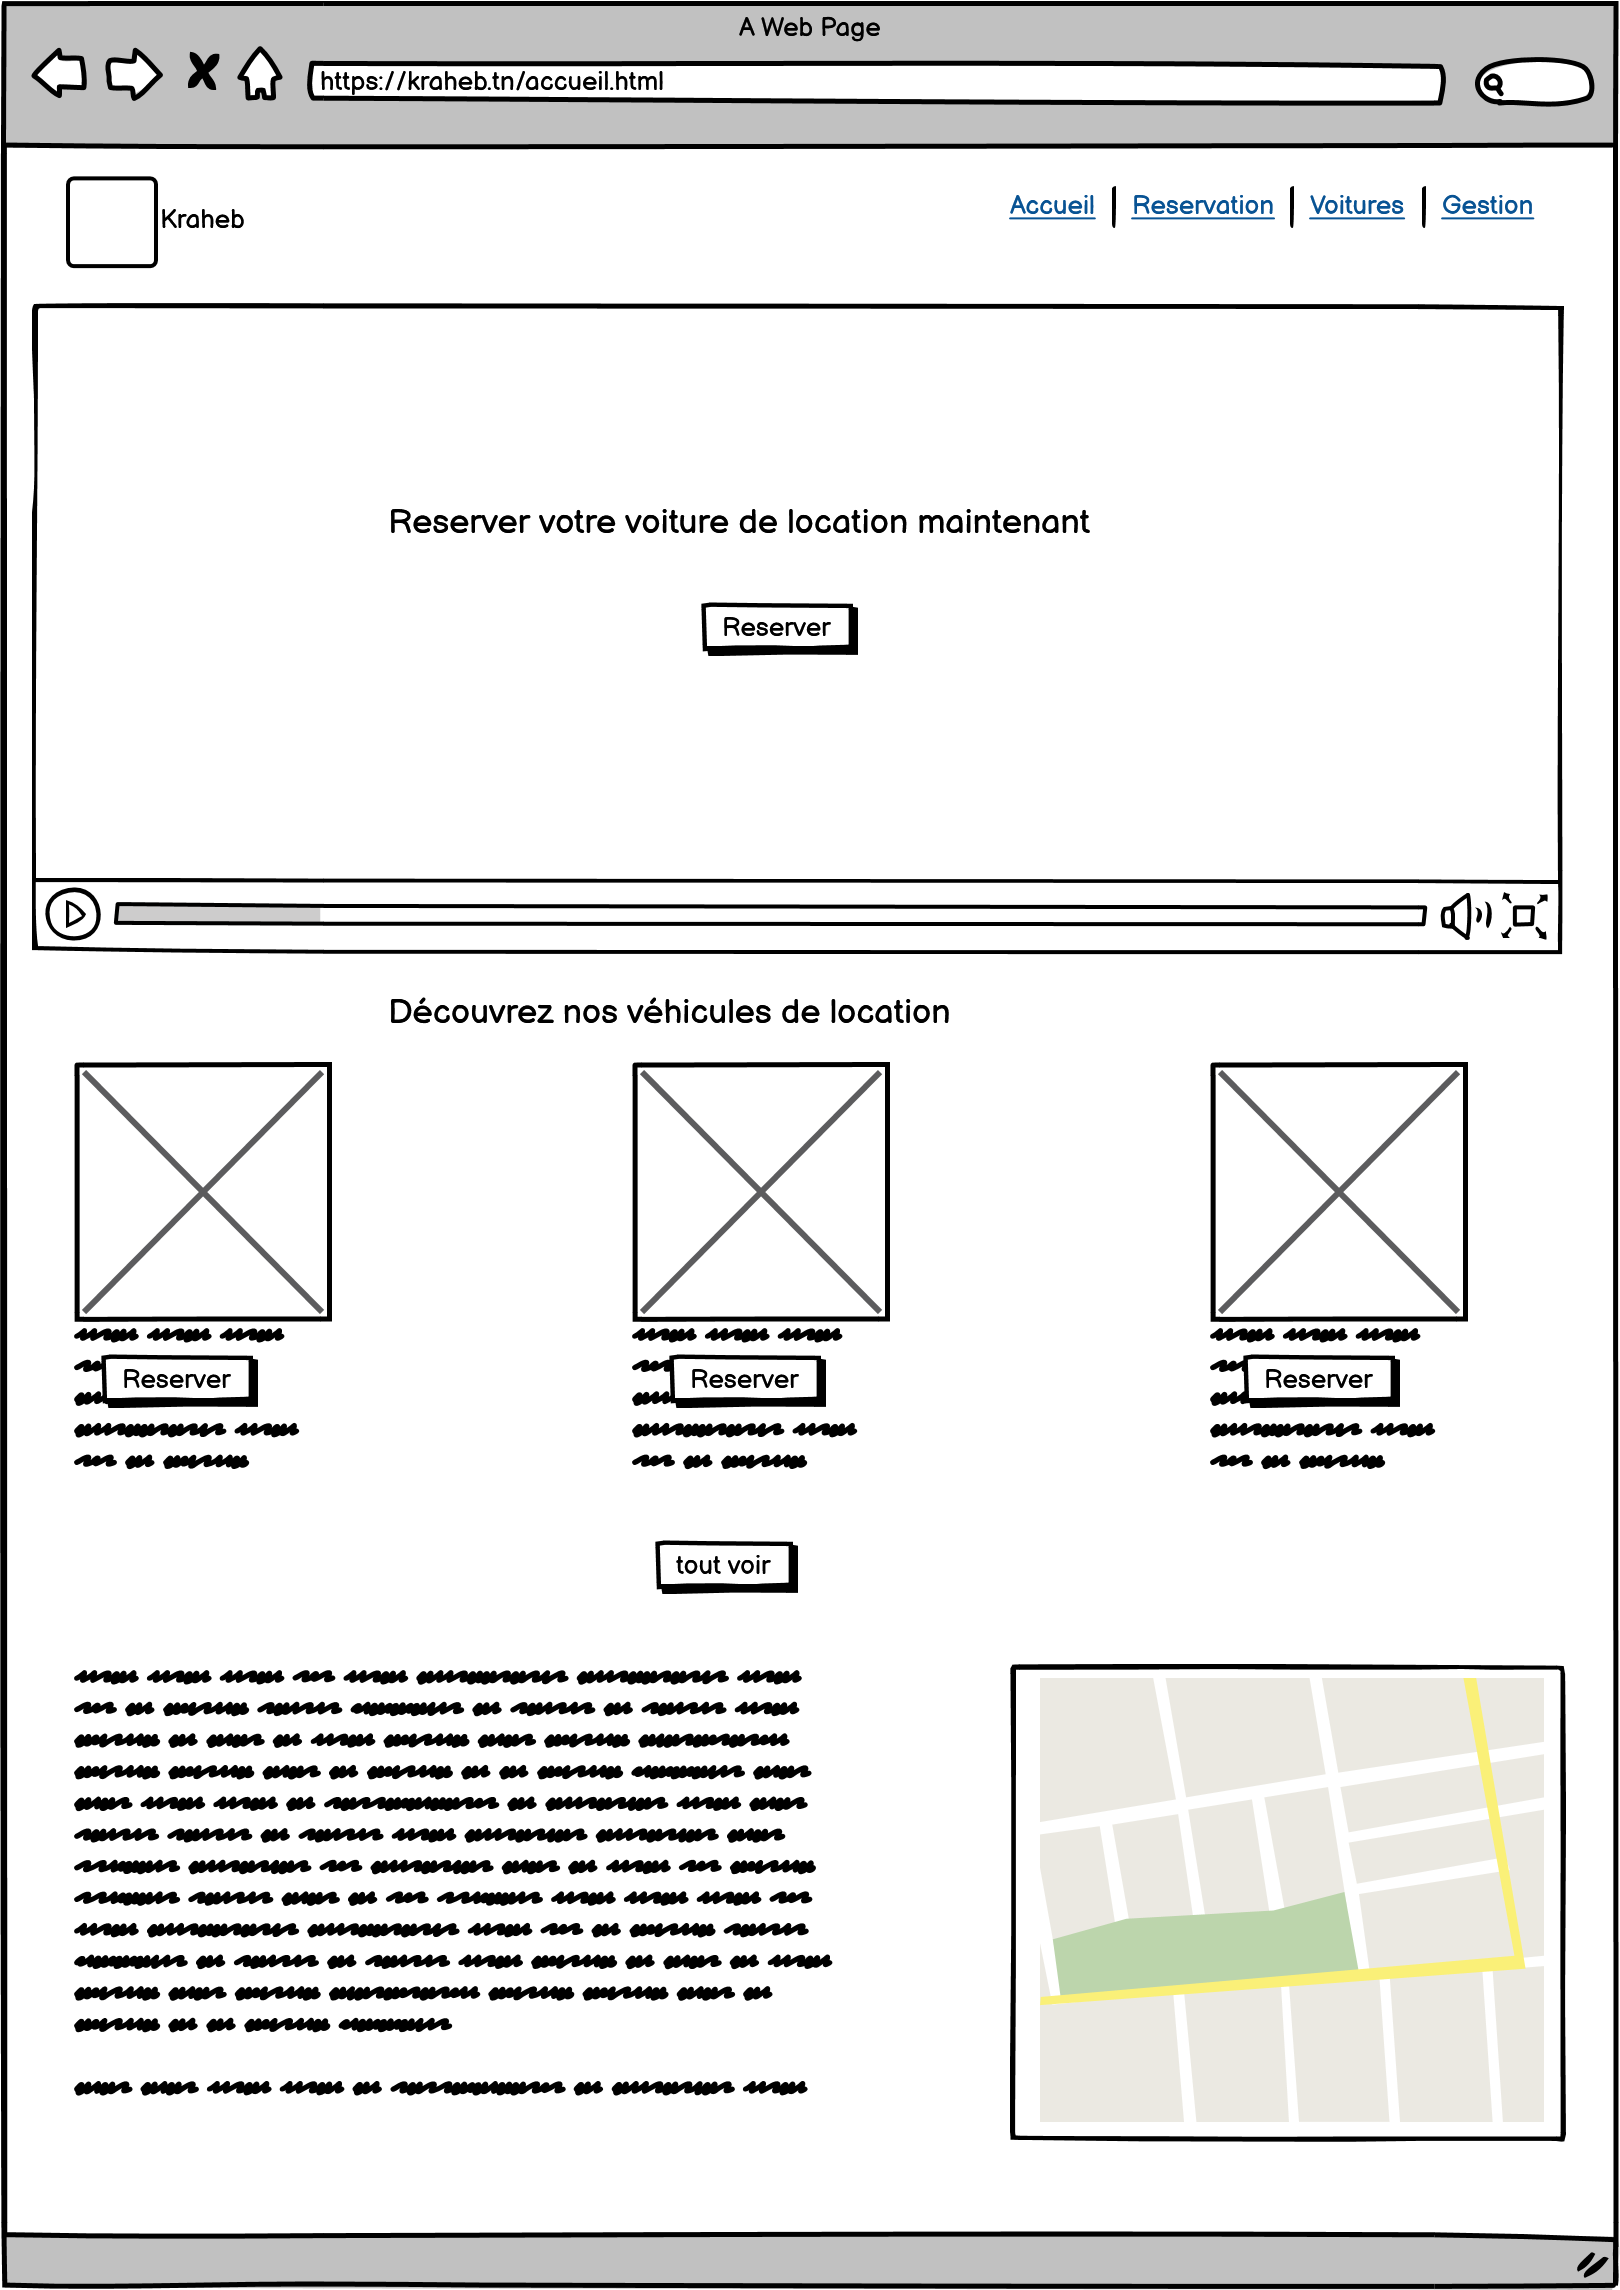 A Web Page
https://kraheb.tn/accueil.html
Kraheb
Accueil | Reservation | Voitures | Gestion
Reserver votre voiture de location maintenant
Reserver
Découvrez nos véhicules de location
Reserver
Reserver
Reserver
tout voir